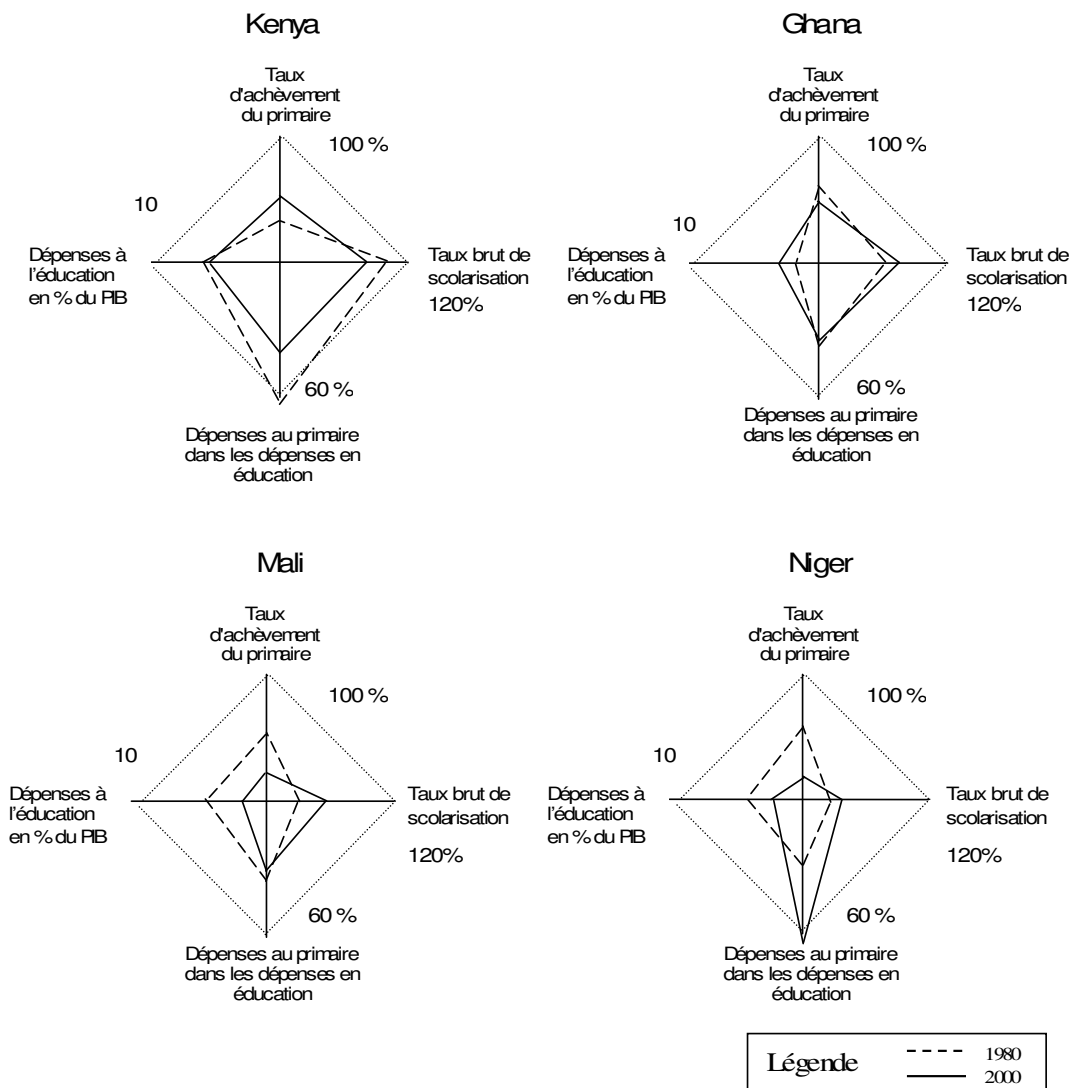 Kenya
Taux
d'achèvement
du primaire
100 %
10
Dépenses à
l'éducation
en % du PIB
Taux brut de
scolarisation
120%
60 %
Dépenses au primaire
dans les dépenses en
éducation
Ghana
Taux
d'achèvement
du primaire
100 %
10
Dépenses à
l'éducation
en % du PIB
Taux brut de
scolarisation
120%
60 %
Dépenses au primaire
dans les dépenses en
éducation
Mali
Taux
d'achèvement
du primaire
100 %
10
Dépenses à
l'éducation
en % du PIB
Taux brut de
scolarisation
120%
60 %
Dépenses au primaire
dans les dépenses en
éducation
Niger
Taux
d'achèvement
du primaire
100 %
10
Dépenses à
l'éducation
en % du PIB
Taux brut de
scolarisation
120%
60 %
Dépenses au primaire
dans les dépenses en
éducation
Légende
1980
2000